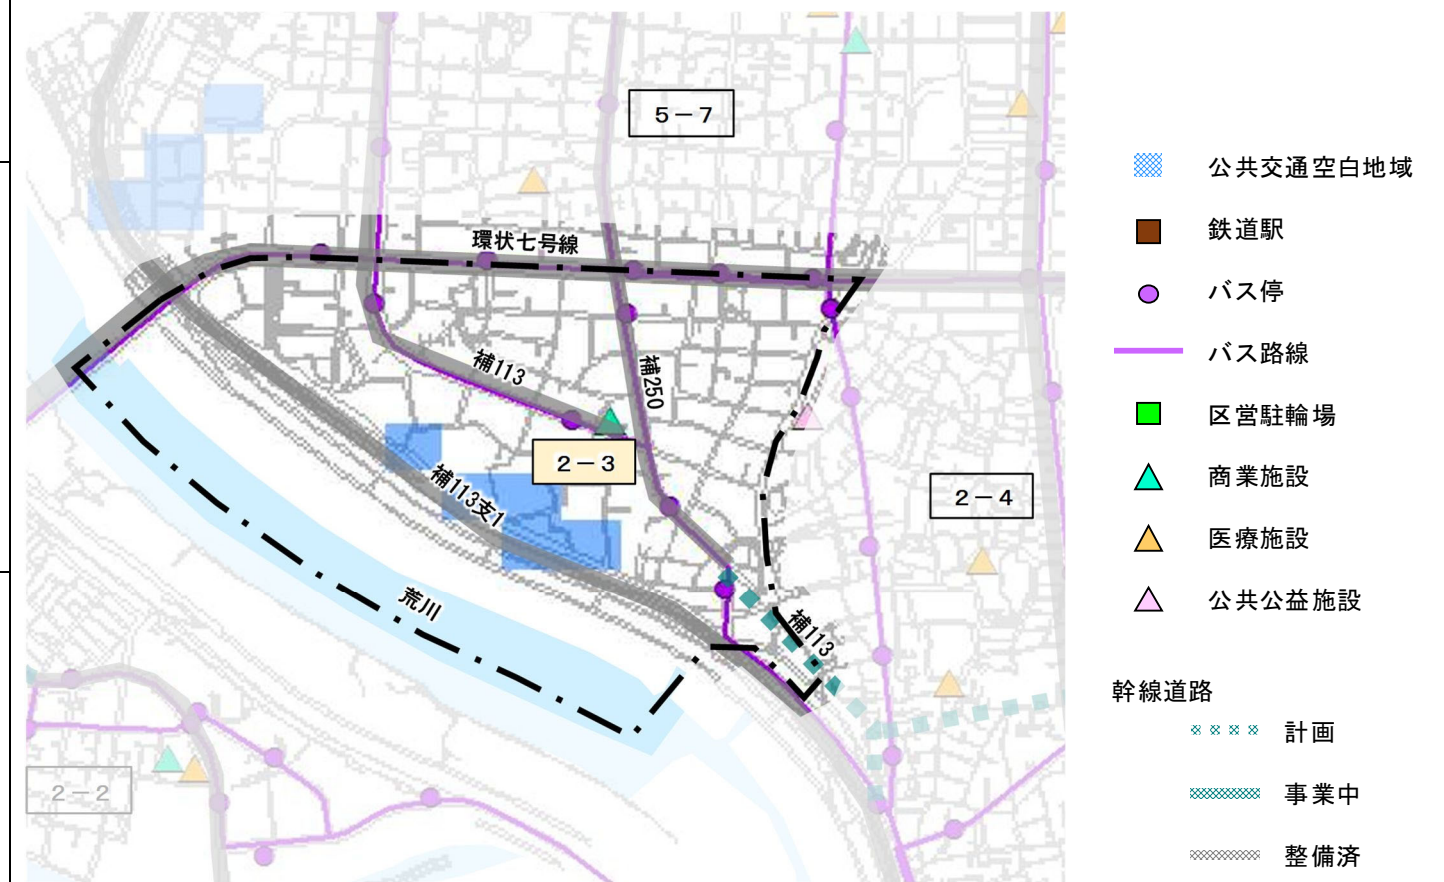 5－7
環状七号線
補113
補250
2－3
補113支1
2－4
荒川
補113
2－2
公共交通空白地域
鉄道駅
バス停
バス路線
区営駐輪場
商業施設
医療施設
公共公益施設
幹線道路
計画
事業中
整備済